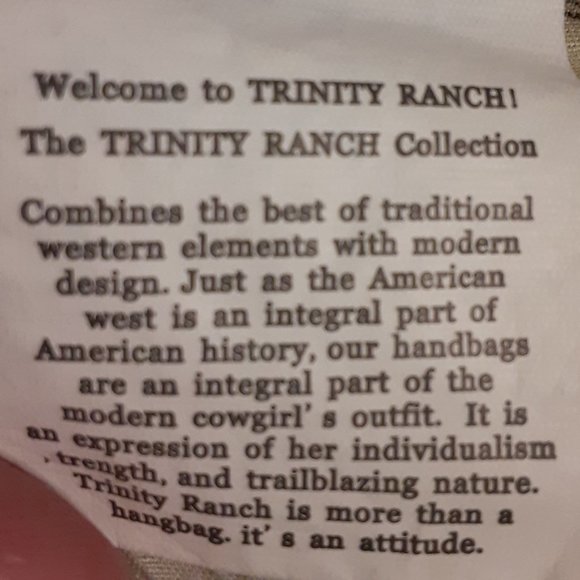 Welcome to TRINITY RANCH!
The TRINITY RANCH Collection
Combines the best of traditional
western elements with modern
design. Just as the American
west is an integral part of
American history, our handbags
are an integral part of the
modern cowgirl' s outfit. It is
an expression of her individualism
, trength, and trailblazing nature.
Trinity Ranch is more than a
hangbag. it' s an attitude.